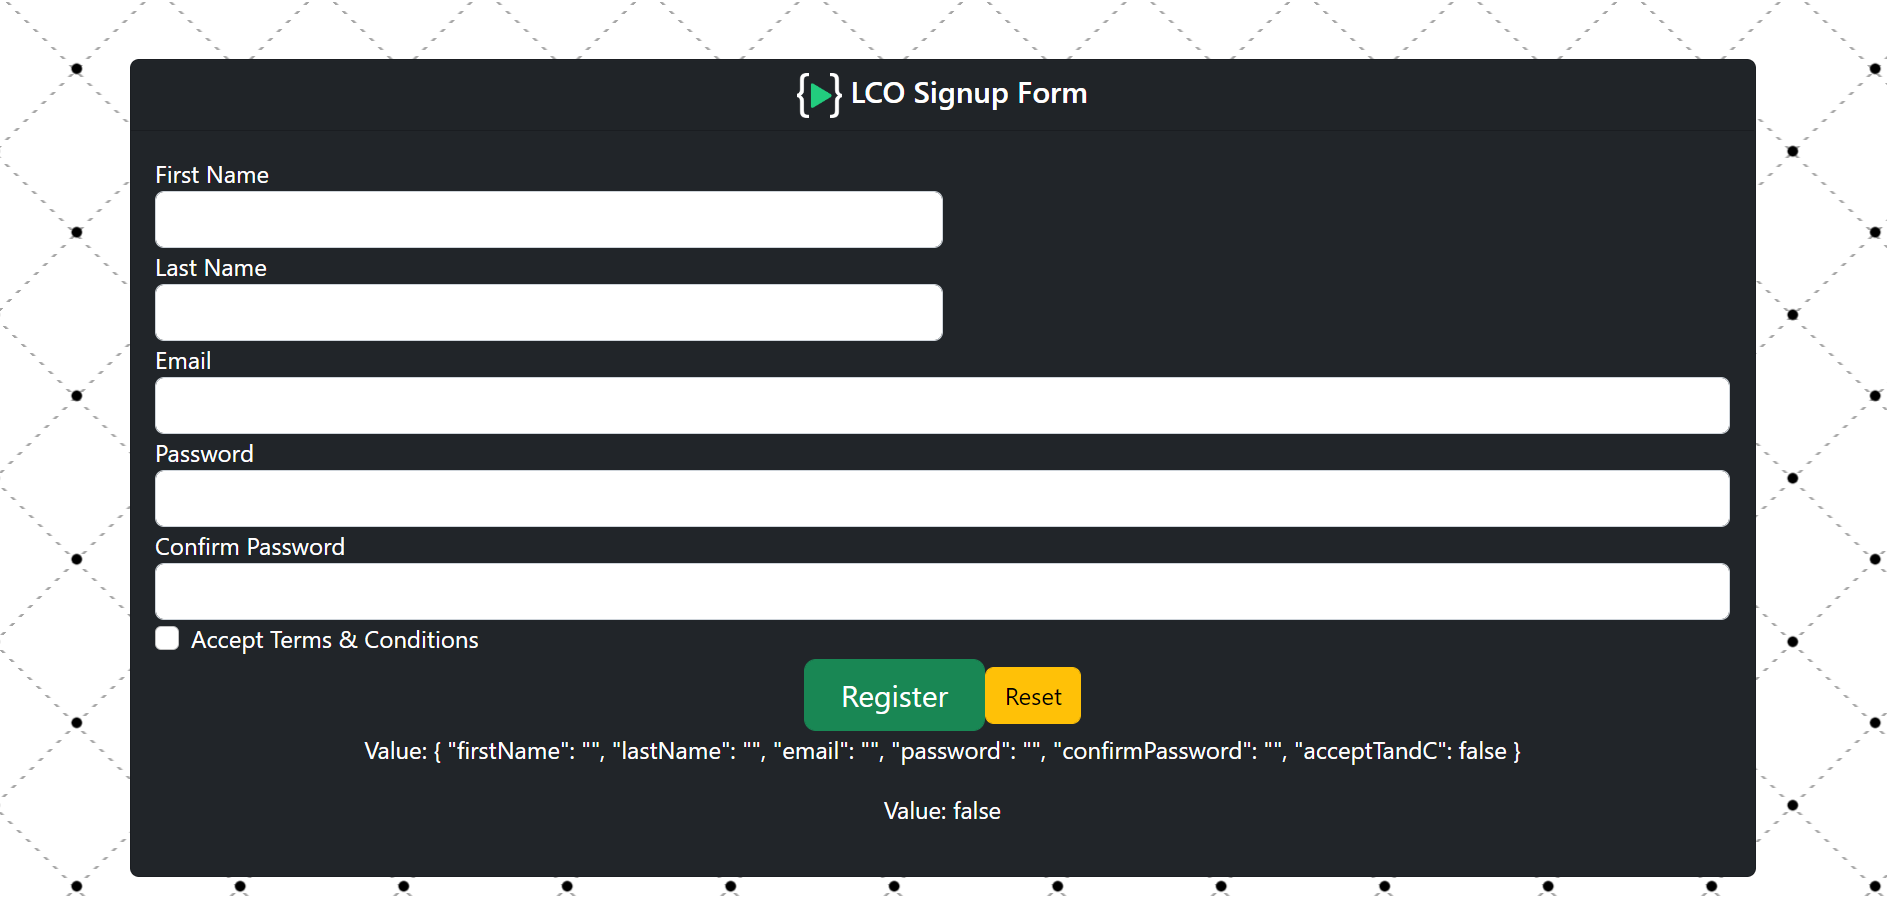 LCO Signup Form
First Name
Last Name
Email
Password
Confirm Password
Accept Terms & Conditions
Register Reset
Value: { "firstName": "", "lastName": "", "email": "", "password": "", "confirmPassword": "", "acceptTandC": false }
Value: false